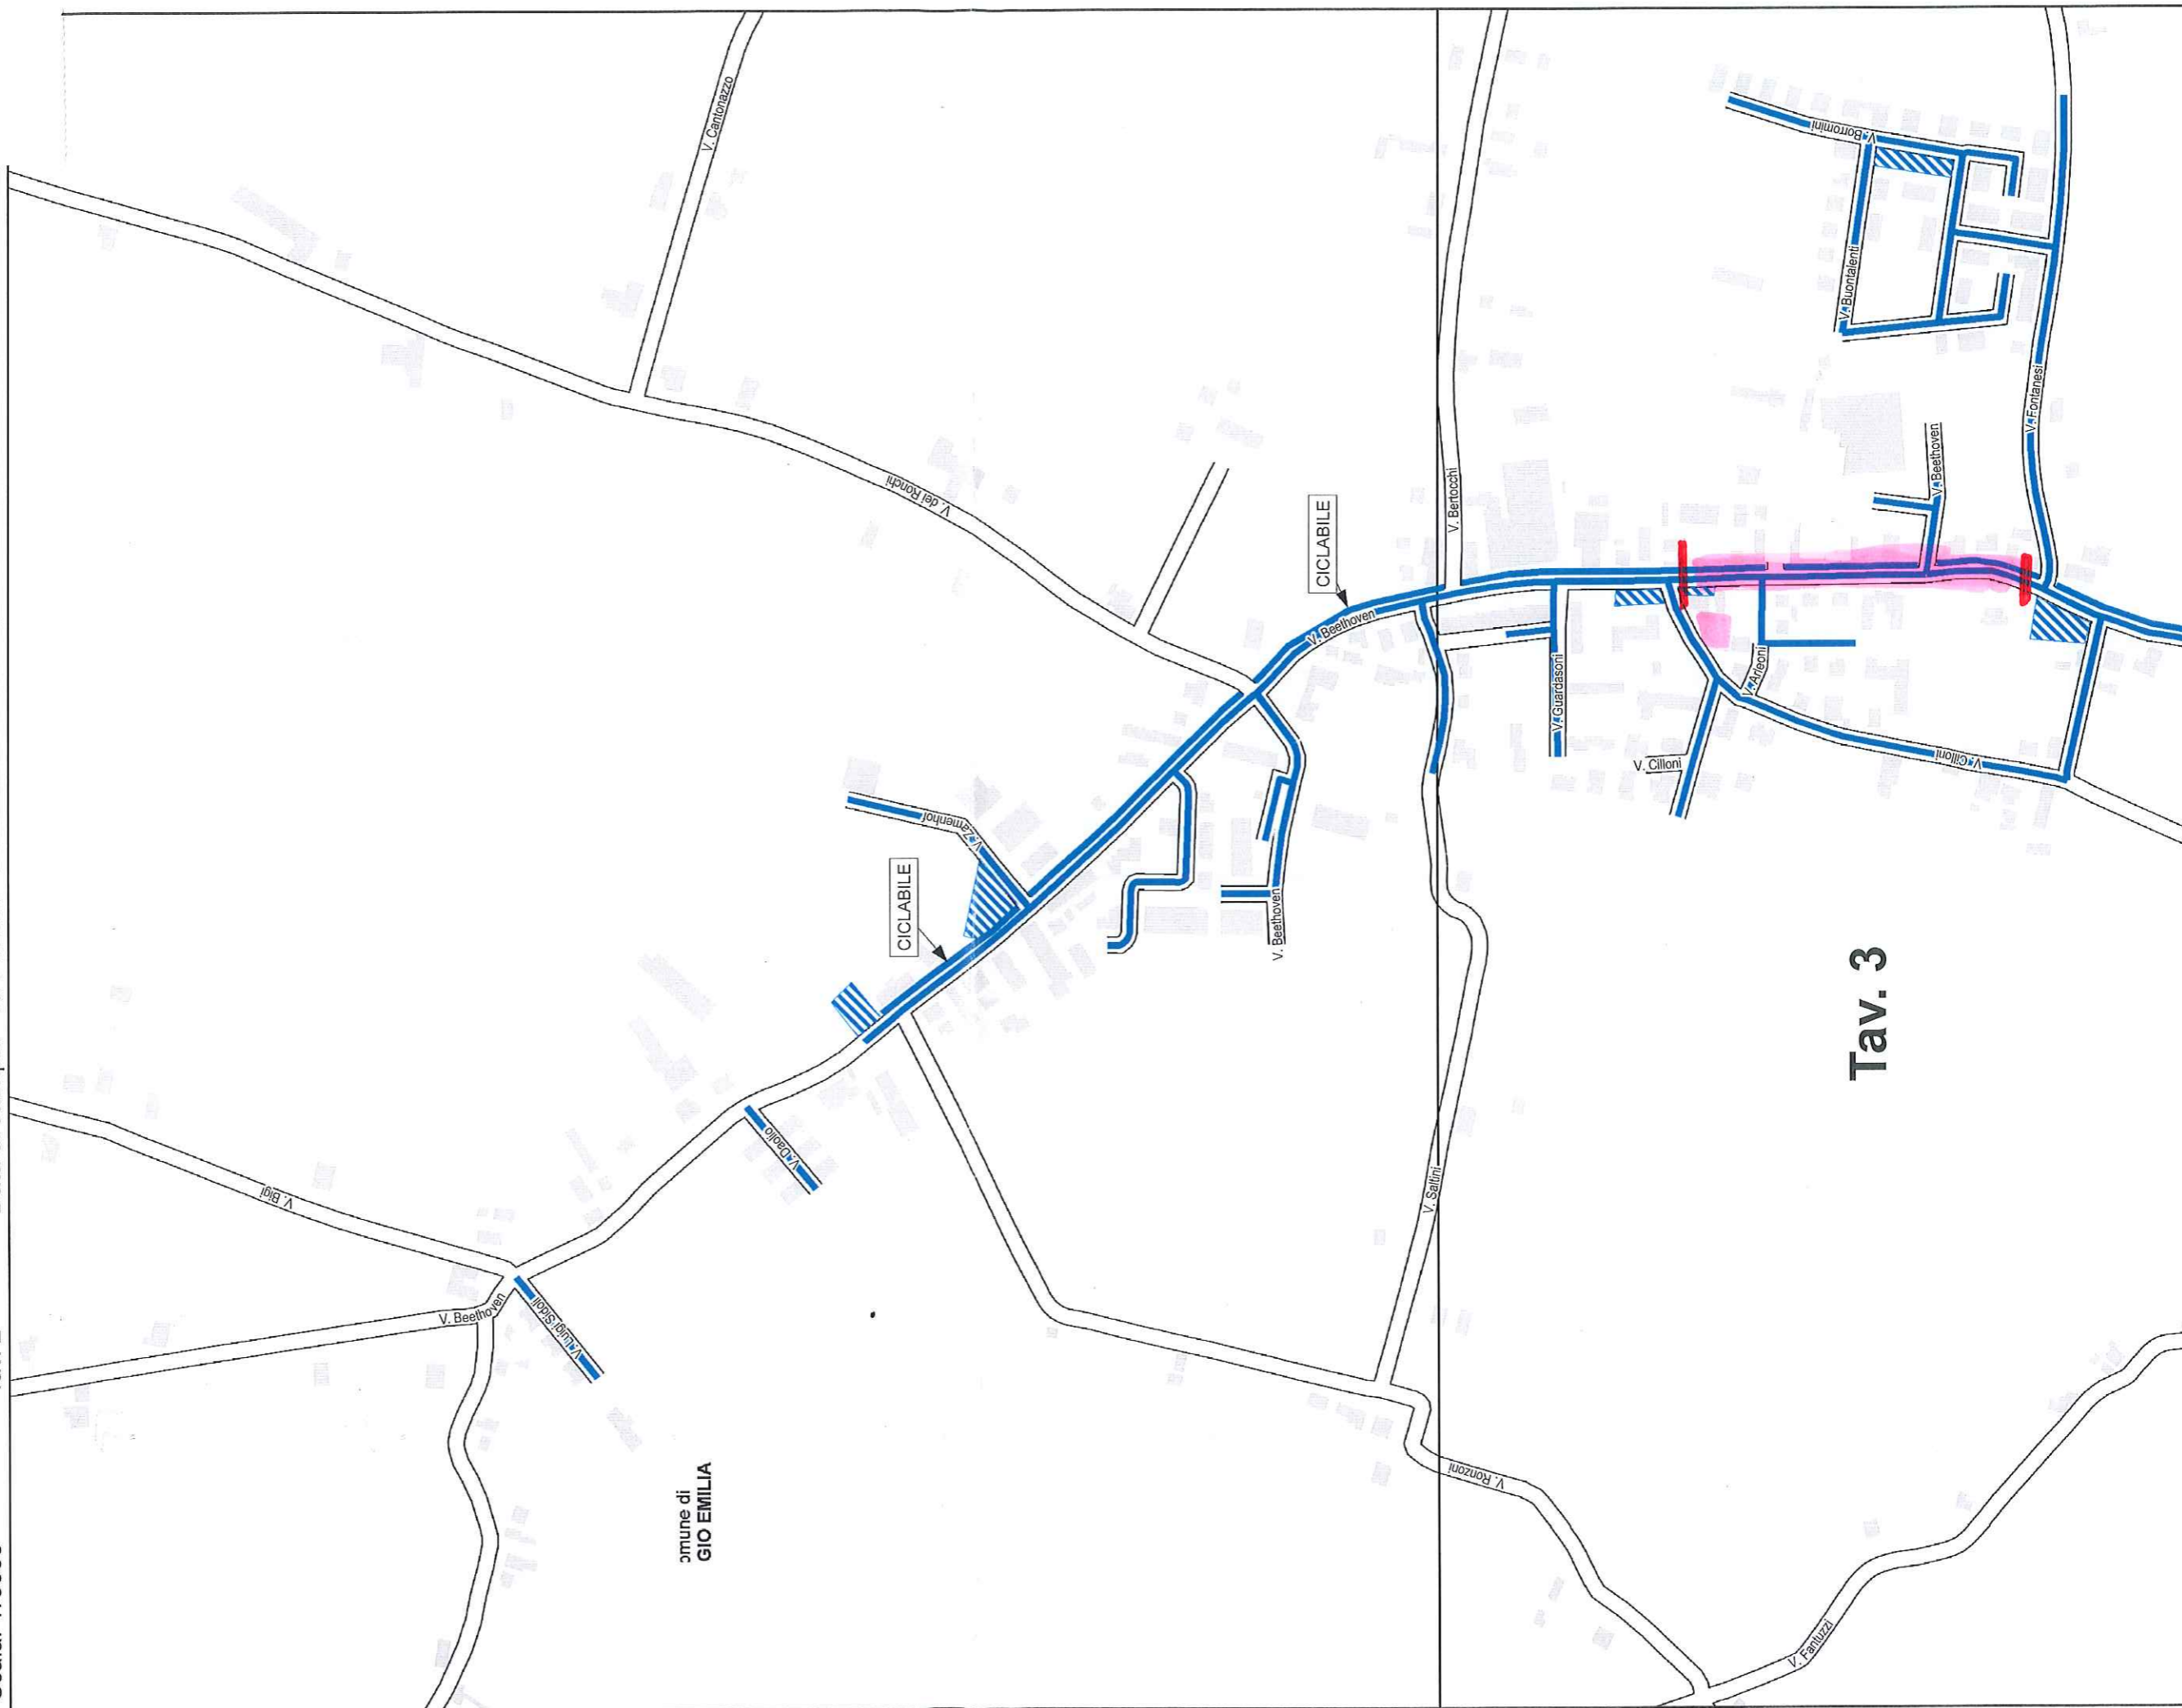 V. Cantonazzo
V. dei Ronchi
V. Borromini
V. Buontalenti
V. Fontanesi
V. Beethoven
V. Bertocchi
CICLABILE
V. Beethoven
V. Guardasoni
V. Arleoni
V. Cilloni
V. Cilloni
V. Zamenhof
CICLABILE
V. Beethoven
V. Daolio
V. Bigi
V. Beethoven
V. Luigi Sidoli
V. Saltini
V. Ronzoni
V. Fantuzzi
Tav. 3
omune di
GIO EMILIA